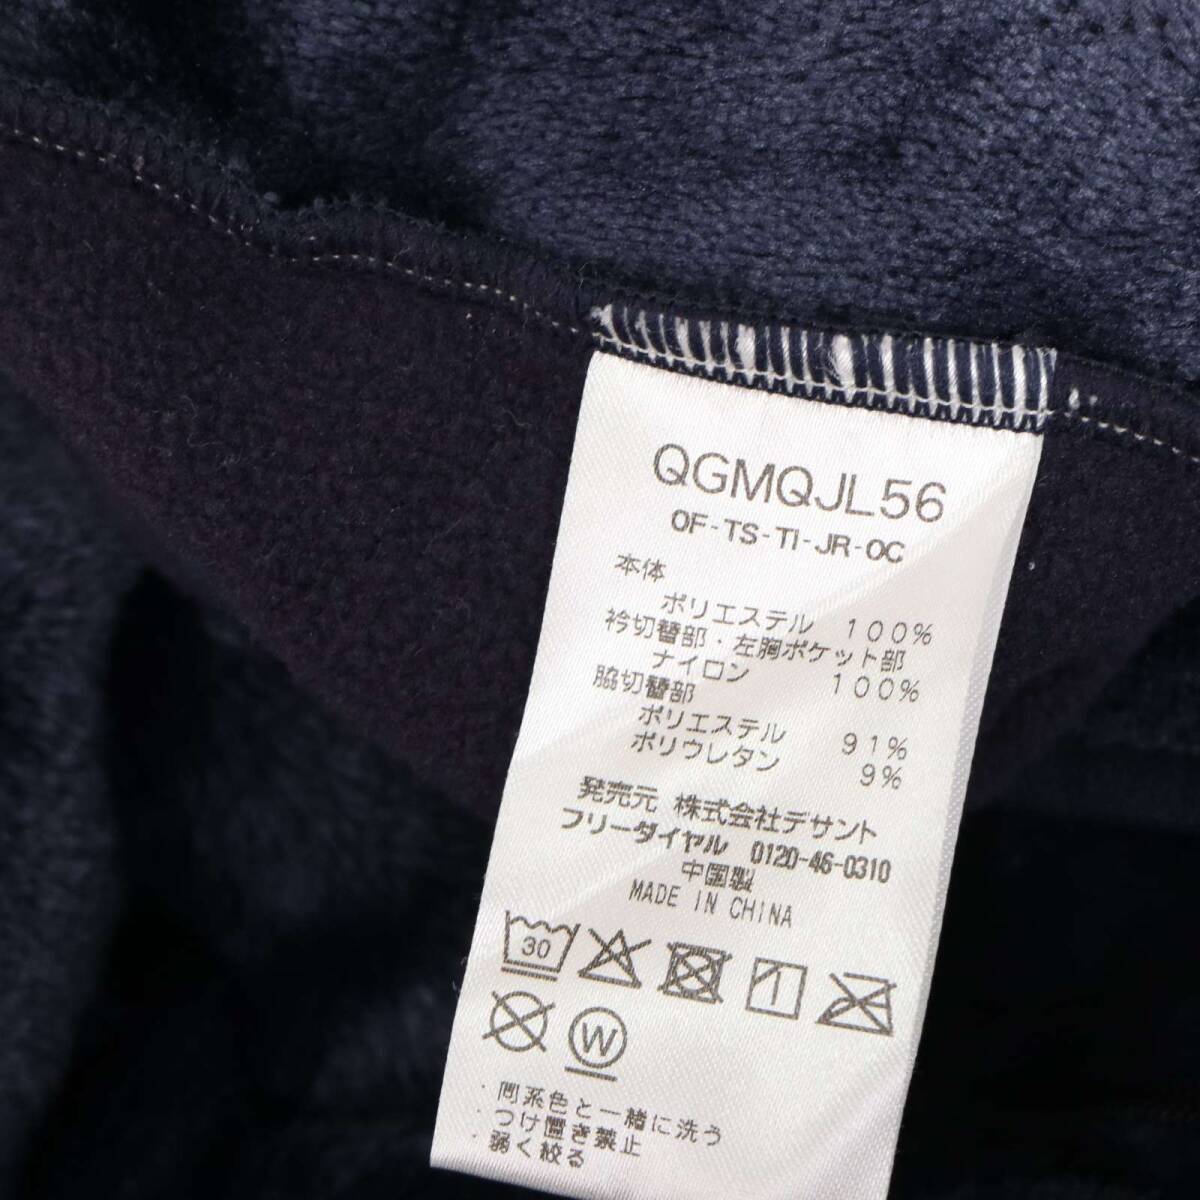 QGMQJL56
OF-TS-TI-JR-OC
本体
ポリエステル 100%
衿切替部・左胸ポケット部
ナイロン 100%
脇切替部
ポリエステル 91%
ポリウレタン 9%
発売元 株式会社デサント
フリーダイヤル 0120-46-0310
中国製
MADE IN CHINA
30
W
・同系色と一緒に洗う
・つけ置き禁止
・弱く絞る